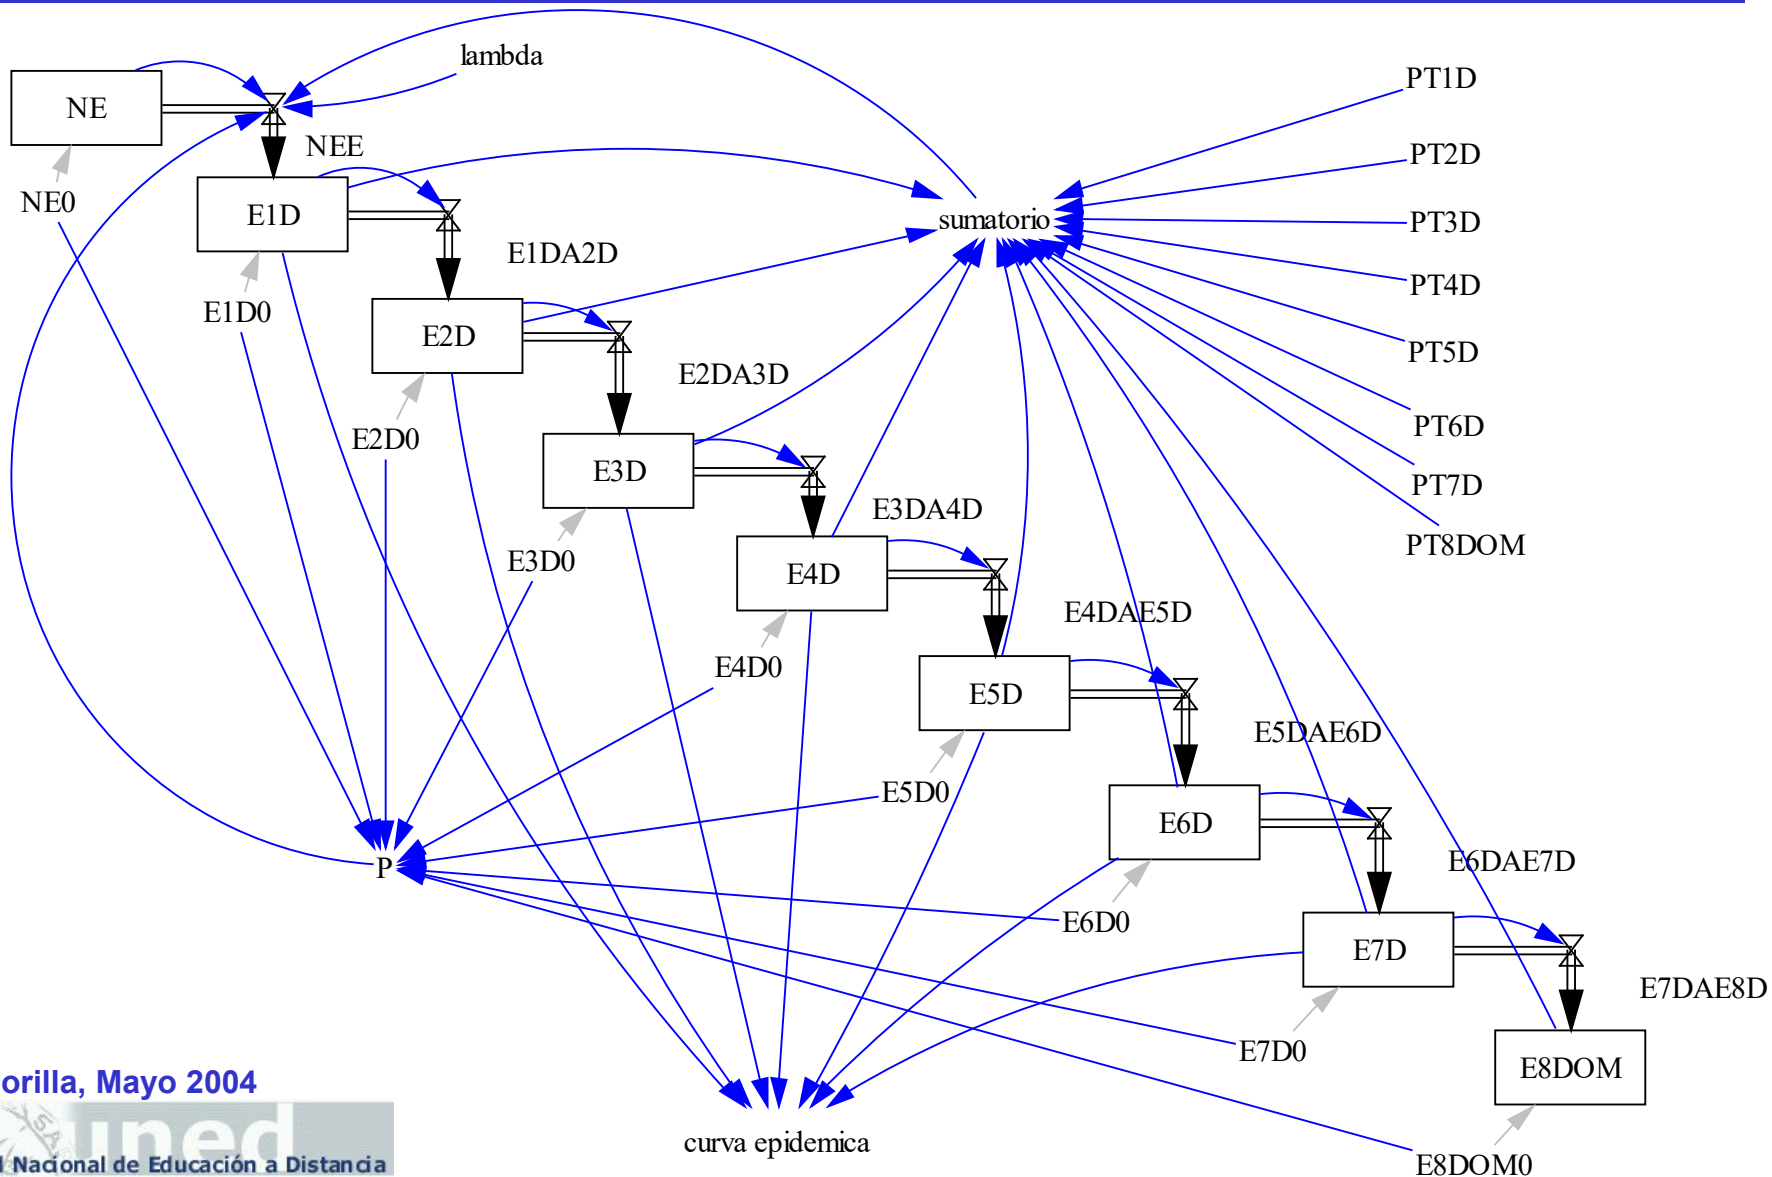 lambda
NE
PT1D
NEE
PT2D
NE0
E1D
sumatorio
PT3D
E1DA2D
PT4D
E1D0
E2D
PT5D
E2DA3D
E2D0
PT6D
E3D
PT7D
E3DA4D
PT8DOM
E3D0
E4D
E4DAE5D
E4D0
E5D
E5DAE6D
E5D0
E6D
P
E6DAE7D
E6D0
E7D
E7DAE8D
E7D0
E8DOM
orilla, Mayo 2004
uned
curva epidemica
Nacional de Educación a Distancia
E8DOM0